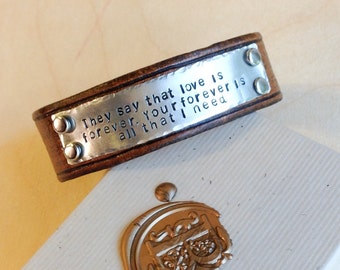 They say that love is
forever. your forever is
all that I need